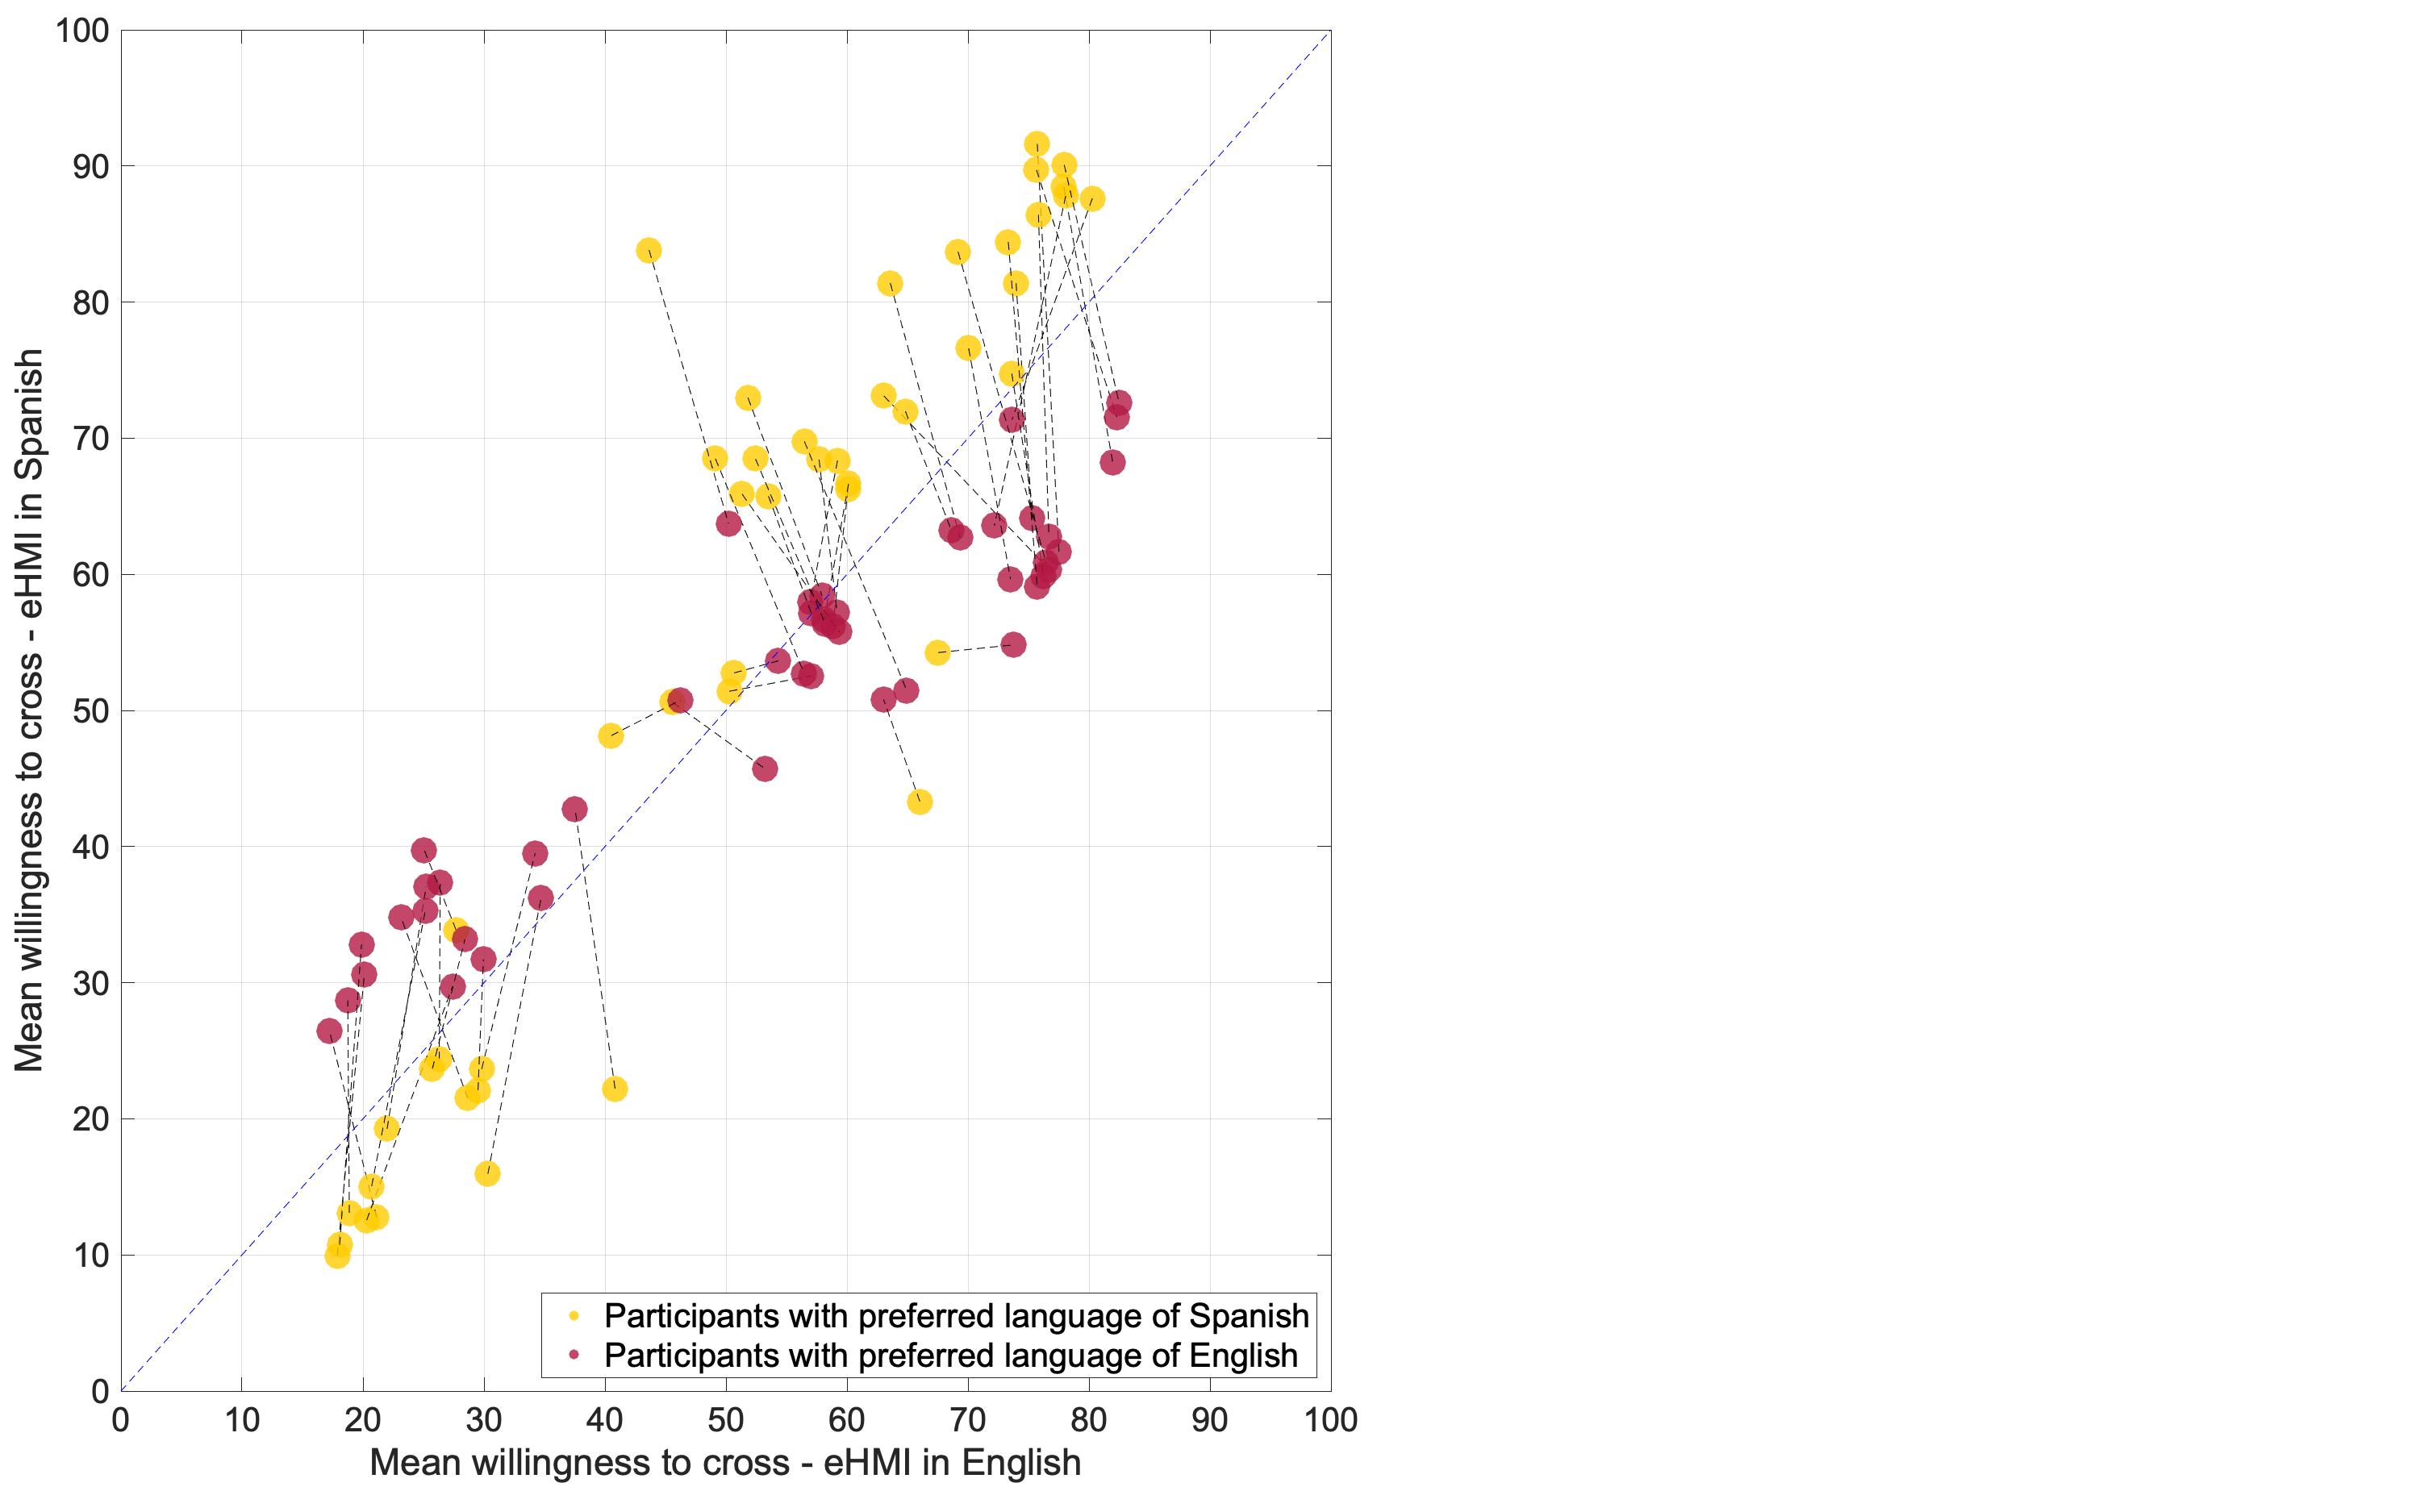 Mean willingness to cross - eHMI in Spanish
100
90
80
70
60
50
40
30
20
10
0
0 10 20 30 40 50 60 70 80 90 100
Mean willingness to cross - eHMI in English
Participants with preferred language of Spanish
Participants with preferred language of English